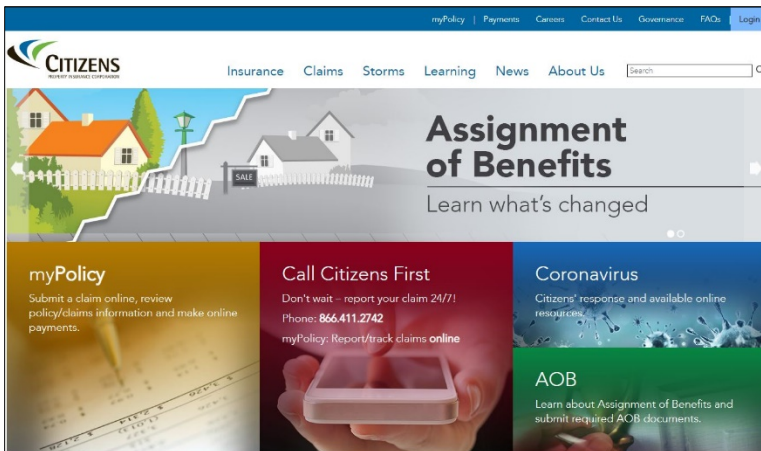 myPolicy | Payments Careers Contact Us Governance FAQs | Login
CITIZENS
PROPERTY INSURANCE CORPORATION
Insurance Claims Storms Learning News About Us Search
Assignment
of Benefits
SALE
Learn what's changed
myPolicy
Submit a claim online, review
policy/claims information and make online
payments.
Call Citizens First
Don't wait – report your claim 24/7!
Phone: 866.411.2742
myPolicy: Report/track claims online
Coronavirus
Citizens' response and available online
resources.
AOB
Learn about Assignment of Benefits and
submit required AOB documents.